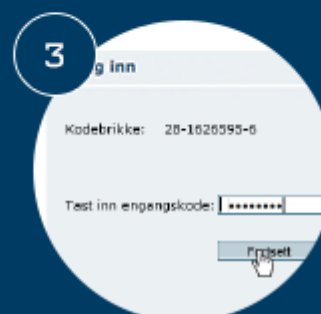 3
g inn
Kodebrikke: 28-1626595-6
Tast inn engangskode: ••••••••
Fortsett